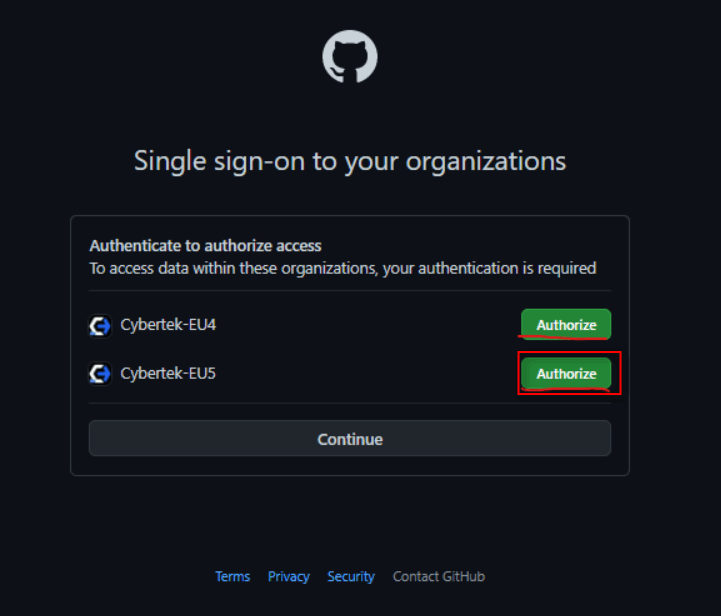 Single sign-on to your organizations
Authenticate to authorize access
To access data within these organizations, your authentication is required
Cybertek-EU4 Authorize
Cybertek-EU5 Authorize
Continue
Terms Privacy Security Contact GitHub